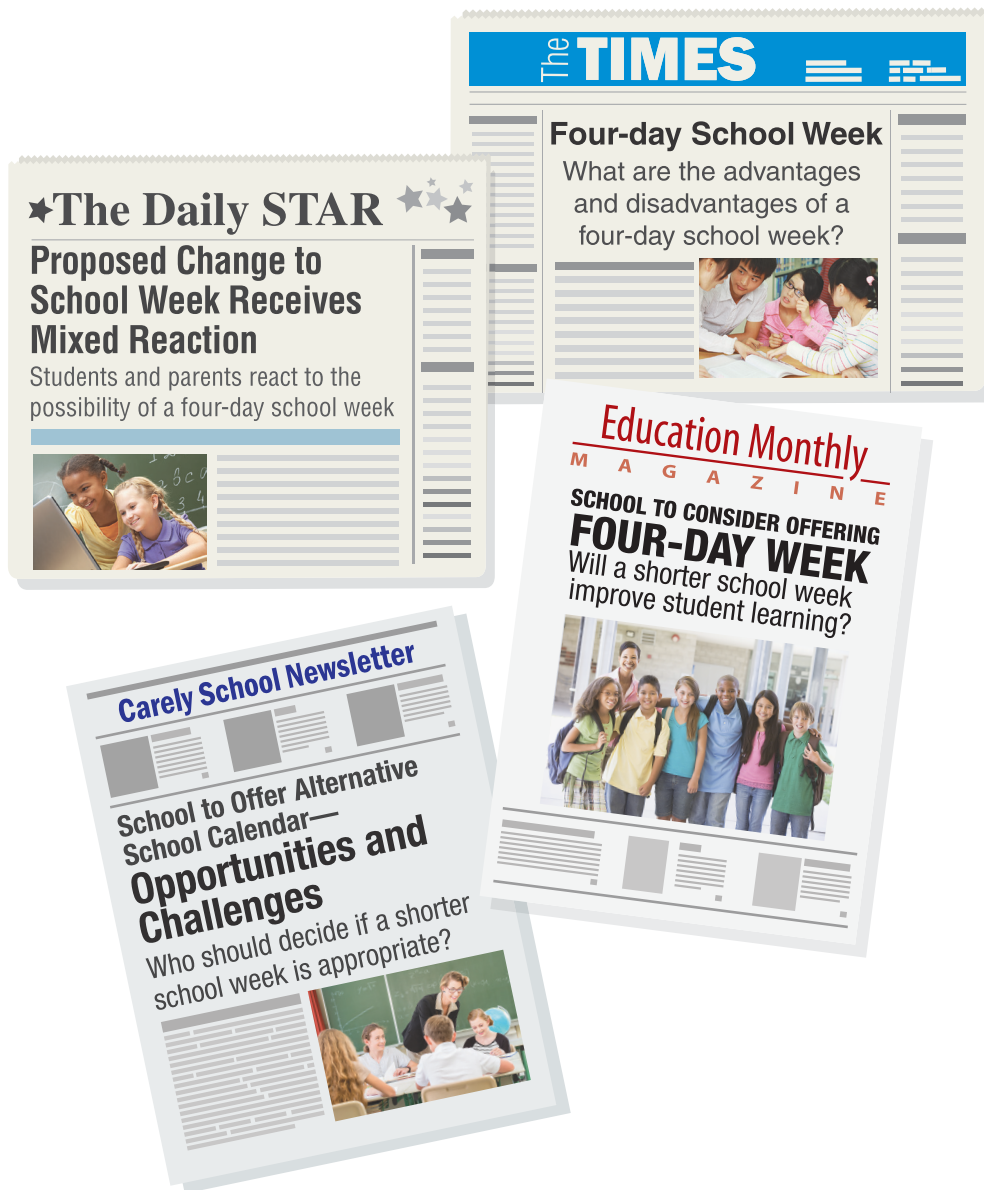 The TIMES
Four-day School Week
What are the advantages
and disadvantages of a
four-day school week?
The Daily STAR
Proposed Change to
School Week Receives
Mixed Reaction
Students and parents react to the
possibility of a four-day school week
Education Monthly
MAGAZINE
SCHOOL TO CONSIDER OFFERING
FOUR-DAY WEEK
Will a shorter school week
improve student learning?
Carely School Newsletter
School to Offer Alternative
School Calendar—
Opportunities and
Challenges
Who should decide if a shorter
school week is appropriate?